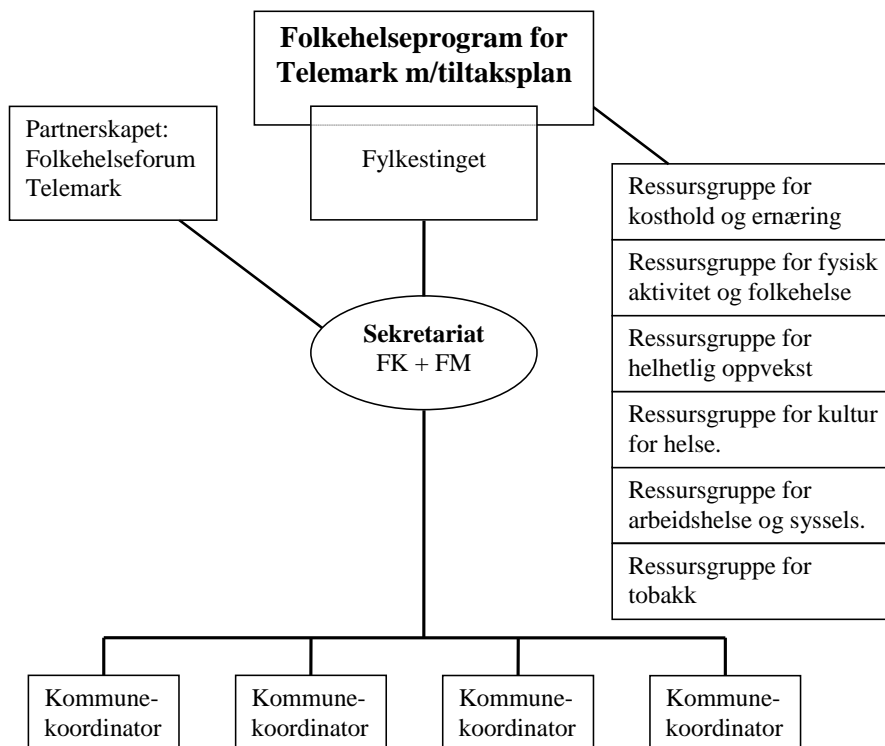 Folkehelseprogram for
Telemark m/tiltaksplan
Partnerskapet:
Folkehelseforum
Telemark
Fylkestinget
Ressursgruppe for
kosthold og ernæring
Ressursgruppe for fysisk
aktivitet og folkehelse
Ressursgruppe for
helhetlig oppvekst
Ressursgruppe for kultur
for helse.
Ressursgruppe for
arbeidshelse og syssels.
Ressursgruppe for
tobakk
Sekretariat
FK + FM
Kommune-
koordinator
Kommune-
koordinator
Kommune-
koordinator
Kommune-
koordinator